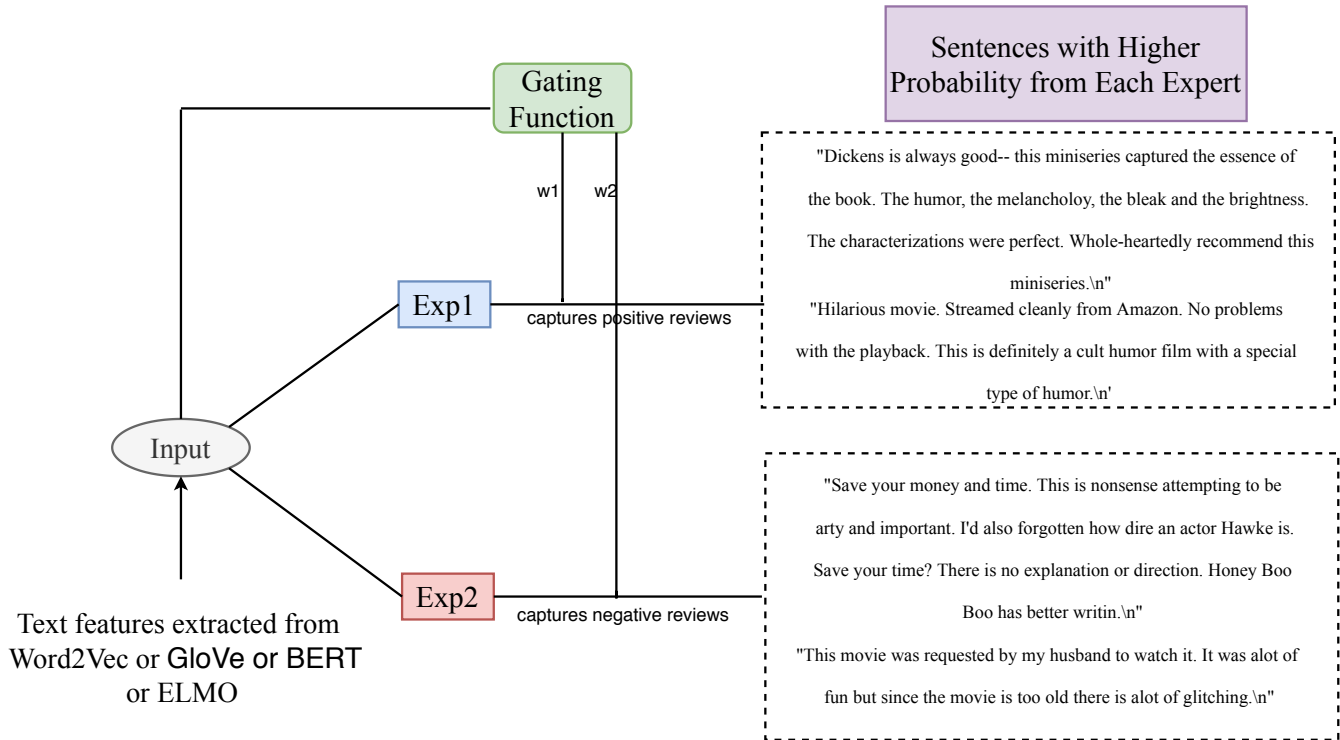 Sentences with Higher
Probability from Each Expert
Gating
Function
"Dickens is always good-- this miniseries captured the essence of
the book. The humor, the melancholoy, the bleak and the brightness.
The characterizations were perfect. Whole-heartedly recommend this
miniseries.\n"
"Hilarious movie. Streamed cleanly from Amazon. No problems
with the playback. This is definitely a cult humor film with a special
type of humor.\n'
w1
w2
Exp1
captures positive reviews
Input
"Save your money and time. This is nonsense attempting to be
arty and important. I'd also forgotten how dire an actor Hawke is.
Save your time? There is no explanation or direction. Honey Boo
Boo has better writin.\n"
"This movie was requested by my husband to watch it. It was alot of
fun but since the movie is too old there is alot of glitching.\n"
Exp2
captures negative reviews
Text features extracted from
Word2Vec or GloVe or BERT
or ELMO